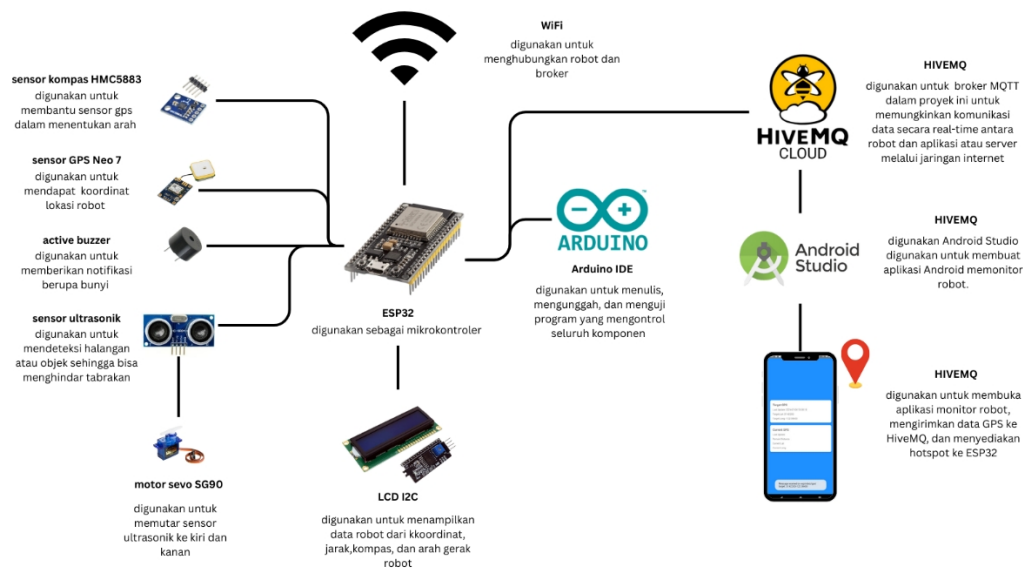 WiFi
digunakan untuk
menghubungkan robot dan
broker
sensor kompas HMC5883
digunakan untuk
membantu sensor gps
dalam menentukan arah
sensor GPS Neo 7
digunakan untuk
mendapat koordinat
lokasi robot
active buzzer
digunakan untuk
memberikan notifikasi
berupa bunyi
sensor ultrasonik
digunakan untuk
mendeteksi halangan
atau objek sehingga bisa
menghindar tabrakan
motor sevo SG90
digunakan untuk
memutar sensor
ultrasonik ke kiri dan
kanan
ESP32
digunakan sebagai mikrokontroler
LCD I2C
digunakan untuk menampilkan
data robot dari kkoordinat,
jarak,kompas, dan arah gerak
robot
ARDUINO
Arduino IDE
digunakan untuk menulis,
mengunggah, dan menguji
program yang mengontrol
seluruh komponen
HIVEMQ
CLOUD
HIVEMQ
digunakan untuk broker MQTT
dalam proyek ini untuk
memungkinkan komunikasi
data secara real-time antara
robot dan aplikasi atau server
melalui jaringan internet
Android
Studio
HIVEMQ
digunakan Android Studio
digunakan untuk membuat
aplikasi Android memonitor
robot.
HIVEMQ
digunakan untuk membuka
aplikasi monitor robot,
mengirimkan data GPS ke
HiveMQ, dan menyediakan
hotspot ke ESP32